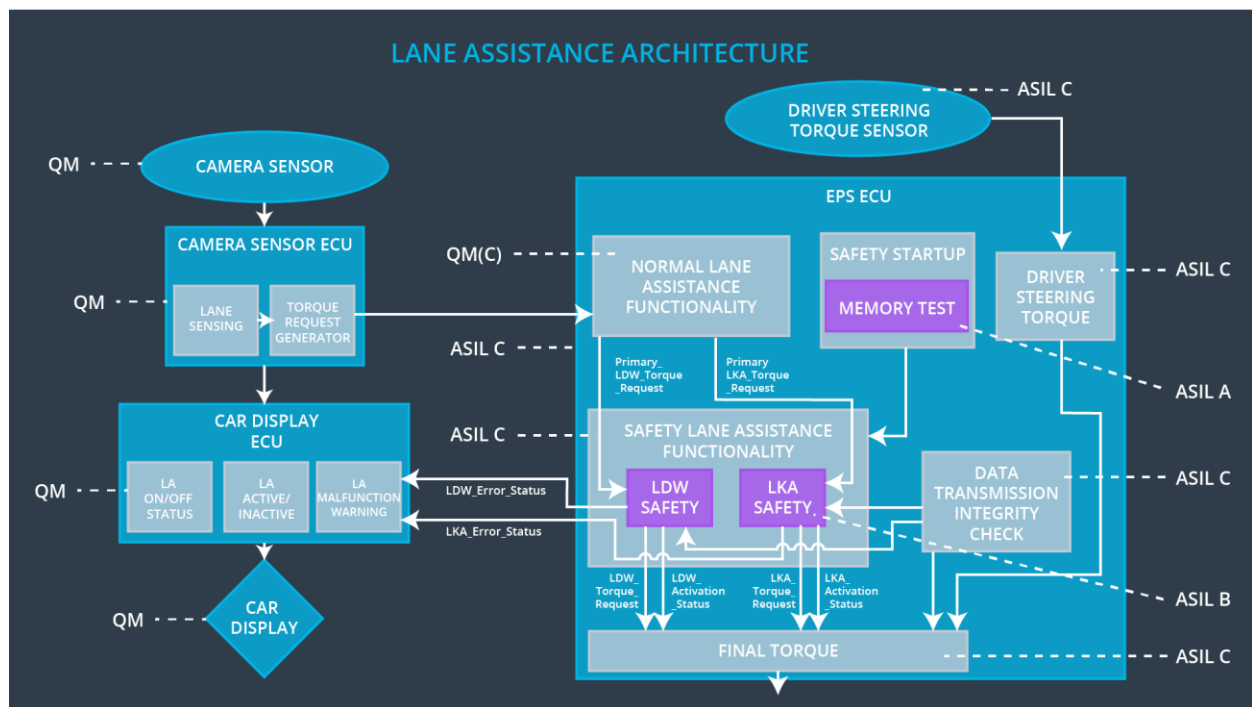 LANE ASSISTANCE ARCHITECTURE
ASIL C
DRIVER STEERING
TORQUE SENSOR
QM
CAMERA SENSOR
EPS ECU
CAMERA SENSOR ECU
QM
LANE
SENSING
TORQUE
REQUEST
GENERATOR
QM(C)
NORMAL LANE
ASSISTANCE
FUNCTIONALITY
SAFETY STARTUP
MEMORY TEST
DRIVER
STEERING
TORQUE
ASIL C
ASIL C
ASIL A
Primary_
LDW_Torque
_Request
Primary
LKA_Torque
_Request
CAR DISPLAY
ECU
QM
LA
ON/OFF
STATUS
LA
ACTIVE/
INACTIVE
LA
MALFUNCTION
WARNING
ASIL C
SAFETY LANE ASSISTANCE
FUNCTIONALITY
LDW
SAFETY
LKA
SAFETY
DATA
TRANSMISSION
INTEGRITY
CHECK
ASIL C
LDW_Error_Status
LKA_Error_Status
LDW_
Torque_
Request
LDW_
Activation
_Status
LKA_
Torque_
Request
LKA_
Activation
_Status
ASIL B
QM
CAR
DISPLAY
FINAL TORQUE
ASIL C